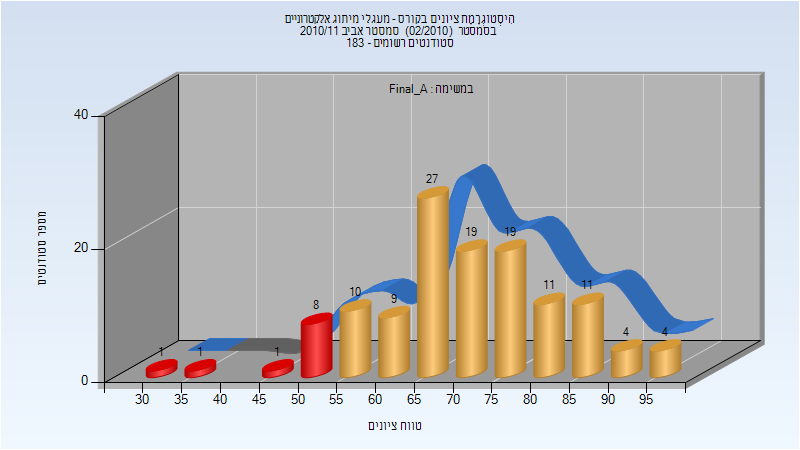 היסטוגרמת ציונים בקורס - מעגלי מיתוג אלקטרוניים
בסמסטר (02/2010) סמסטר אביב 2010/11
סטודנטים רשומים - 183
במשימה : Final_A
מספר סטודנטים
40
20
0
1
1
1
8
10
9
27
19
19
11
11
4
4
30 35 40 45 50 55 60 65 70 75 80 85 90 95
טווח ציונים